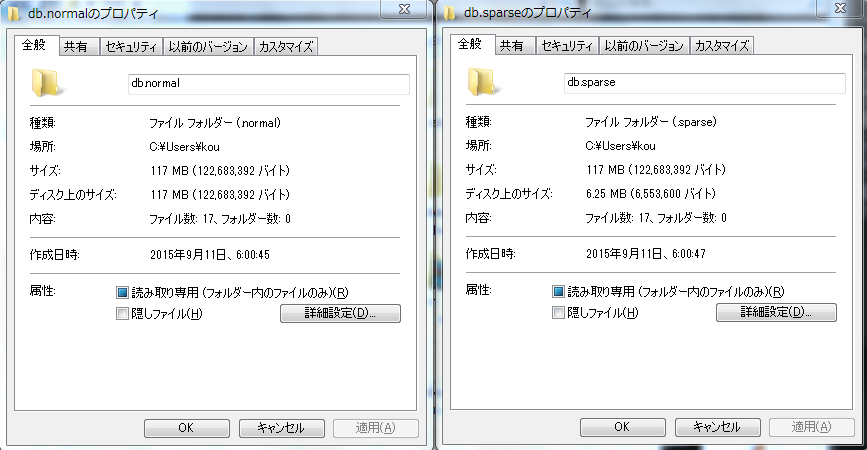 db.normalのプロパティ
全般 共有 セキュリティ 以前のバージョン カスタマイズ
db.normal
種類: ファイル フォルダー (.normal)
場所: C:¥Users¥kou
サイズ: 117 MB (122,683,392 バイト)
ディスク上のサイズ: 117 MB (122,683,392 バイト)
内容: ファイル数: 17、フォルダー数: 0
作成日時: 2015年9月11日、6:00:45
属性: 読み取り専用 (フォルダー内のファイルのみ)(R)
隠しファイル(H) 詳細設定(D)...
OK キャンセル 適用(A)
db.sparseのプロパティ
全般 共有 セキュリティ 以前のバージョン カスタマイズ
db.sparse
種類: ファイル フォルダー (.sparse)
場所: C:¥Users¥kou
サイズ: 117 MB (122,683,392 バイト)
ディスク上のサイズ: 6.25 MB (6,553,600 バイト)
内容: ファイル数: 17、フォルダー数: 0
作成日時: 2015年9月11日、6:00:47
属性: 読み取り専用 (フォルダー内のファイルのみ)(R)
隠しファイル(H) 詳細設定(D)...
OK キャンセル 適用(A)